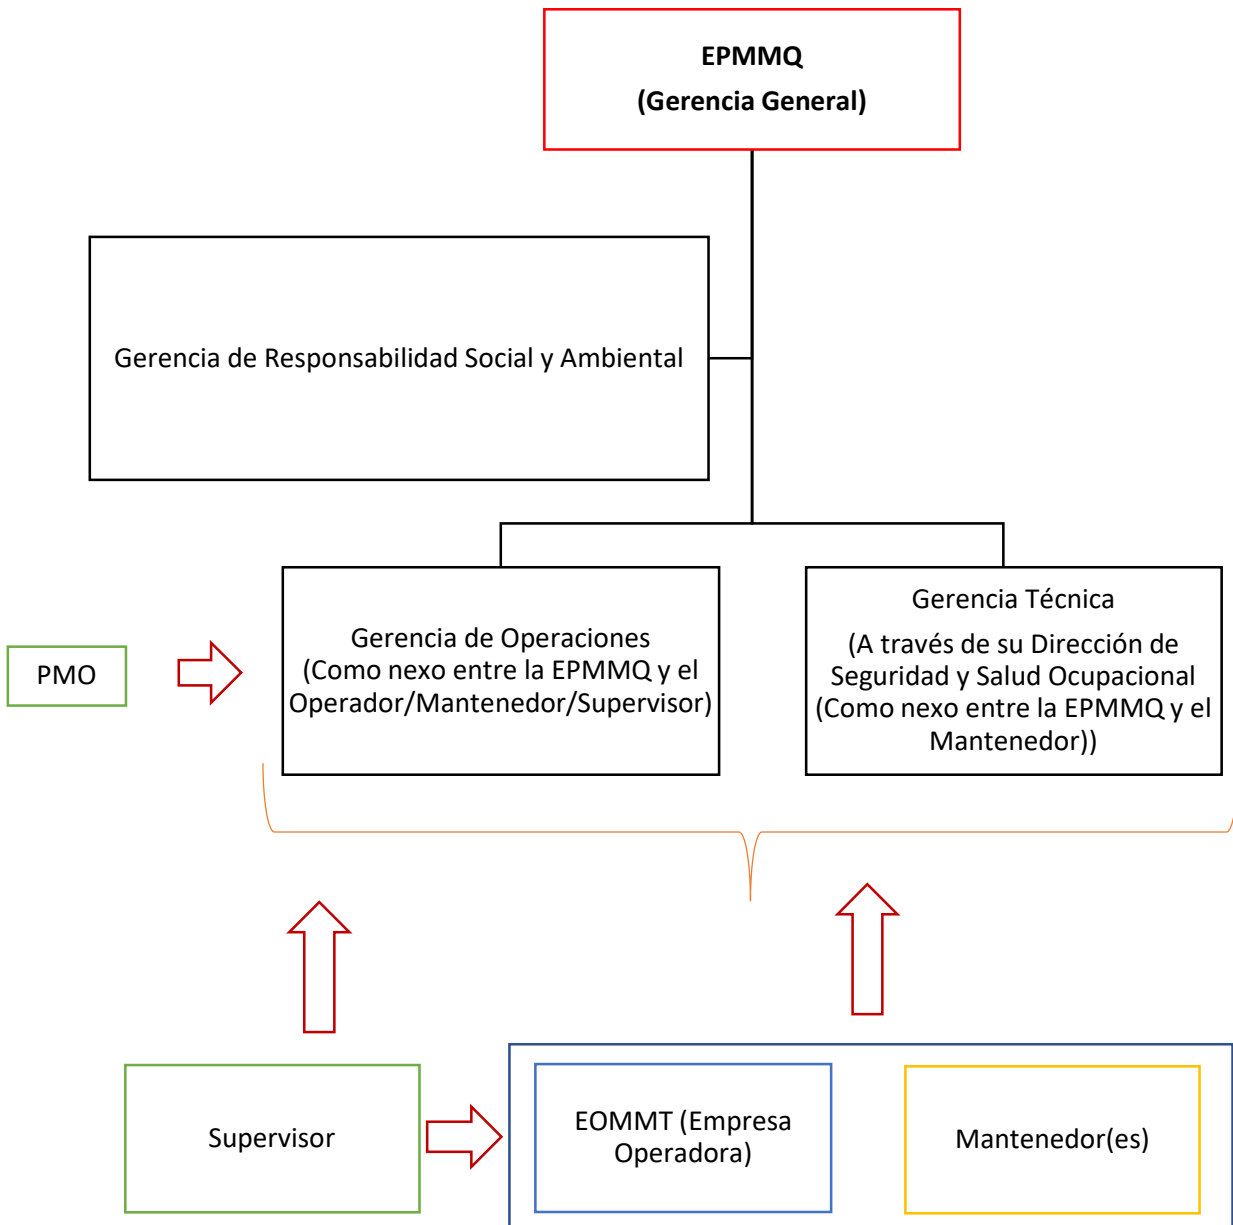 EPMMQ
(Gerencia General)
Gerencia de Responsabilidad Social y Ambiental
Gerencia de Operaciones
(Como nexo entre la EPMMQ y el
Operador/Mantenedor/Supervisor)
Gerencia Técnica
(A través de su Dirección de
Seguridad y Salud Ocupacional
(Como nexo entre la EPMMQ y el
Mantenedor))
PMO
Supervisor
EOMMT (Empresa
Operadora)
Mantenedor(es)